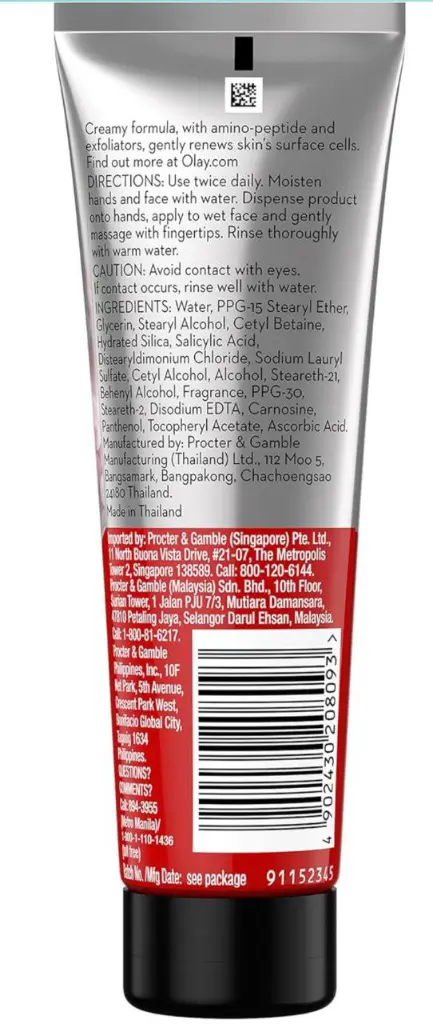 Creamy formula, with amino-peptide and
exfoliators, gently renews skin's surface cells.
Find out more at Olay.com
DIRECTIONS: Use twice daily. Moisten
hands and face with water. Dispense product
onto hands, apply to wet face and gently
massage with fingertips. Rinse thoroughly
with warm water.
CAUTION: Avoid contact with eyes.
If contact occurs, rinse well with water.
INGREDIENTS: Water, PPG-15 Stearyl Ether,
Glycerin, Stearyl Alcohol, Cetyl Betaine,
Hydrated Silica, Salicylic Acid,
Distearyldimonium Chloride, Sodium Lauryl
Sulfate, Cetyl Alcohol, Alcohol, Steareth-21,
Behenyl Alcohol, Fragrance, PPG-30,
Steareth-2, Disodium EDTA, Carnosine,
Panthenol, Tocopheryl Acetate, Ascorbic Acid.
Manufactured by: Procter & Gamble
Manufacturing (Thailand) Ltd., 112 Moo 5,
Bangsamark, Bangpakong, Chachoengsao
24180 Thailand.
Made in Thailand
Imported by: Procter & Gamble (Singapore) Pte. Ltd.,
11 North Buona Vista Drive, #21-07, The Metropolis
Tower 2, Singapore 138589. Call: 800-120-6144.
Procter & Gamble (Malaysia) Sdn. Bhd., 10th Floor,
Surian Tower, 1 Jalan PJU 7/3, Mutiara Damansara,
47810 Petaling Jaya, Selangor Darul Ehsan, Malaysia.
Call: 1-800-81-6217.
Procter & Gamble
Philippines, Inc., 10F
Net Park, 5th Avenue,
Crescent Park West,
Bonifacio Global City,
Taguig 1634
Philippines.
QUESTIONS?
COMMENTS?
Call: 894-3955
(Metro Manila)/
1-800-1-110-1436
(toll free)
4 902430 208093 >
Batch No./Mfg Date: see package 91152345